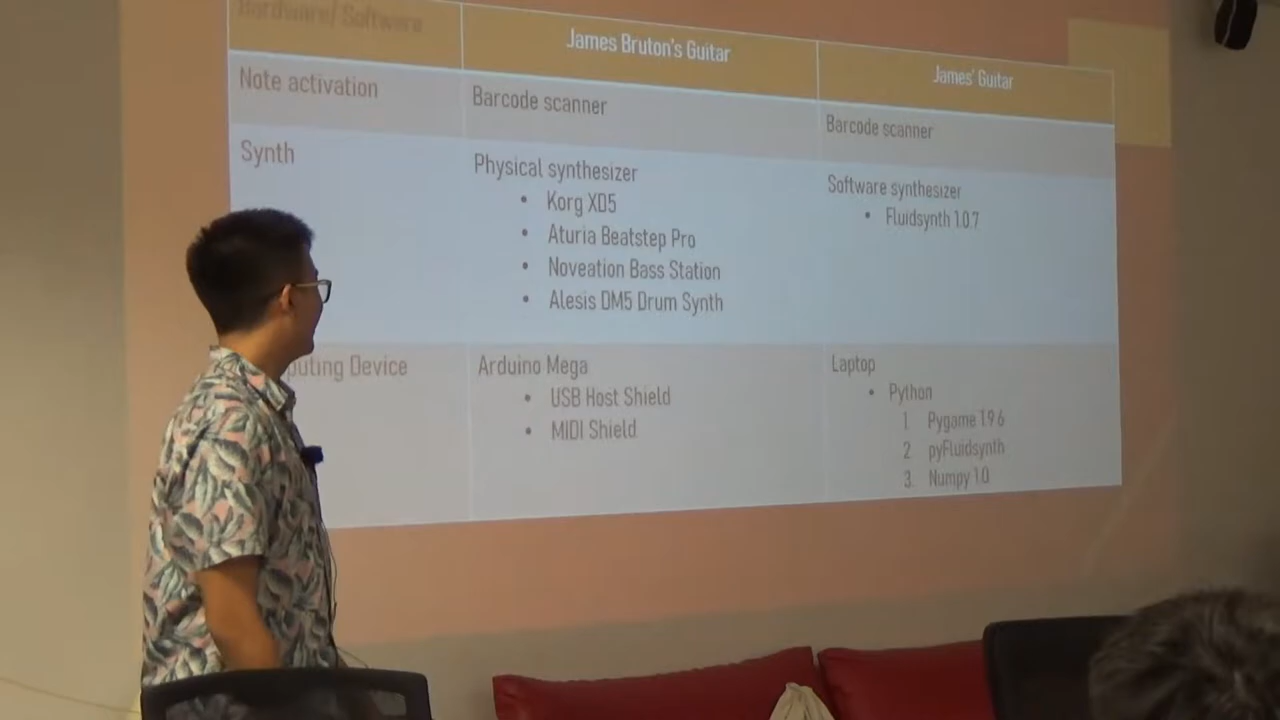 Hardware/ Software
James Bruton's Guitar
James' Guitar
Note activation
Barcode scanner
Barcode scanner
Synth
Physical synthesizer
• Korg XD5
• Aturia Beatstep Pro
• Noveation Bass Station
• Alesis DM5 Drum Synth
Software synthesizer
• Fluidsynth 1.0.7
puting Device
Arduino Mega
• USB Host Shield
• MIDI Shield
Laptop
• Python
1. Pygame 1.9.6
2. pyFluidsynth
3. Numpy 1.0